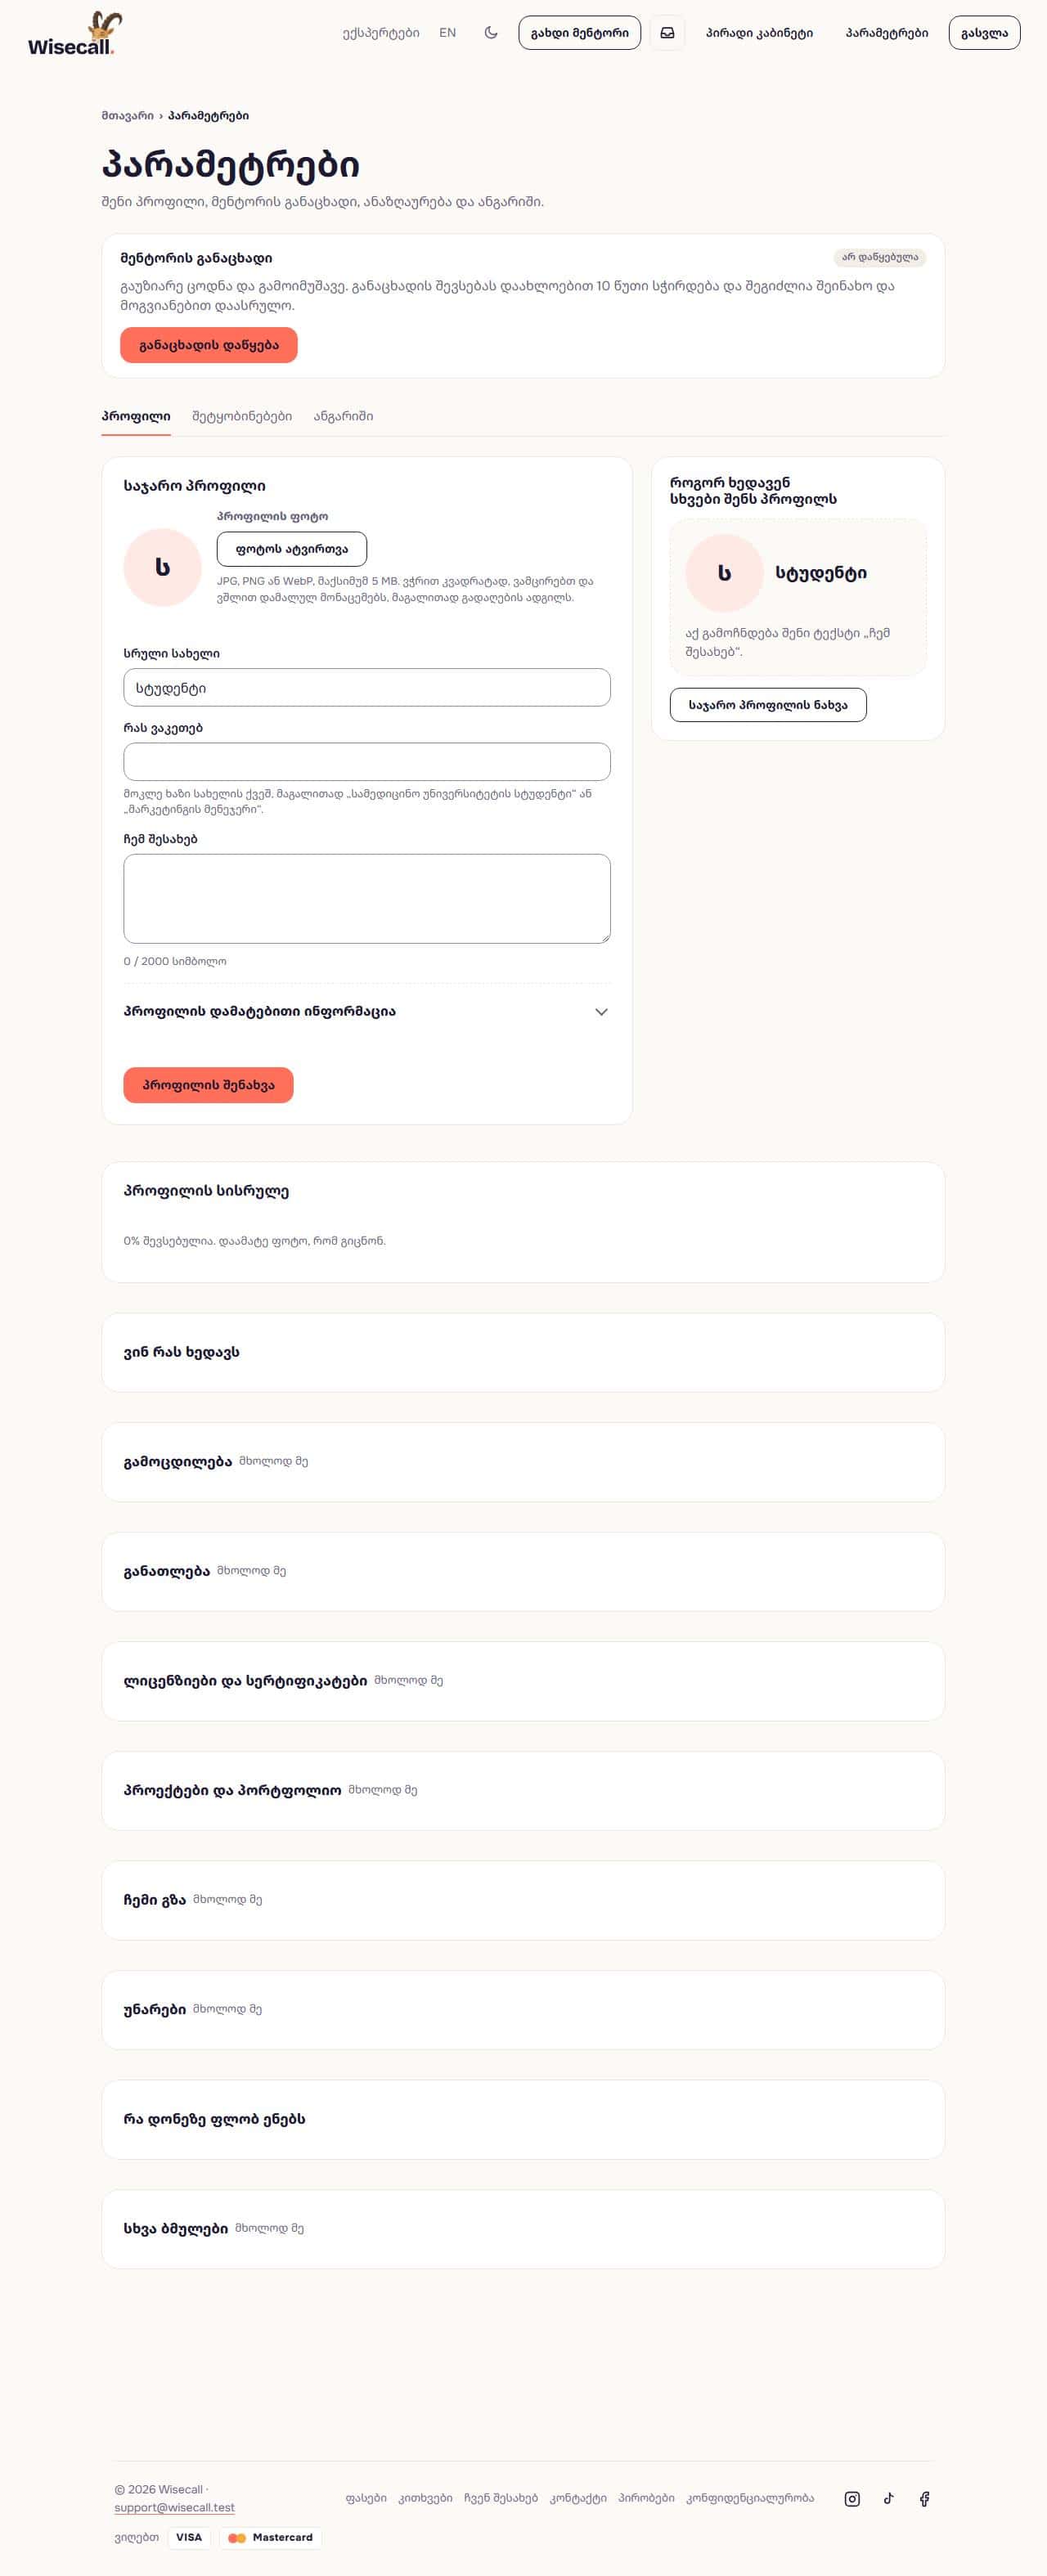 Wisecall.
ექსპერტები EN გახდი მენტორი პირადი კაბინეტი პარამეტრები გასვლა
მთავარი › პარამეტრები
პარამეტრები
შენი პროფილი, მენტორის განაცხადი, ანაზღაურება და ანგარიში.
მენტორის განაცხადი
არ დაწყებულა
გაუზიარე ცოდნა და გამოიმუშავე. განაცხადის შევსებას დაახლოებით 10 წუთი სჭირდება და შეგიძლია შეინახო და
მოგვიანებით დაასრულო.
განაცხადის დაწყება
პროფილი შეტყობინებები ანგარიში
საჯარო პროფილი
ს
პროფილის ფოტო
ფოტოს ატვირთვა
JPG, PNG ან WebP, მაქსიმუმ 5 MB. ვჭრით კვადრატად, ვამცირებთ და
ვშლით დამალულ მონაცემებს, მაგალითად გადაღების ადგილს.
სრული სახელი
სტუდენტი
რას ვაკეთებ
მოკლე ხაზი სახელის ქვეშ, მაგალითად „სამედიცინო უნივერსიტეტის სტუდენტი“ ან
„მარკეტინგის მენეჯერი“.
ჩემ შესახებ
0 / 2000 სიმბოლო
პროფილის დამატებითი ინფორმაცია
პროფილის შენახვა
როგორ ხედავენ
სხვები შენს პროფილს
ს
სტუდენტი
აქ გამოჩნდება შენი ტექსტი „ჩემ
შესახებ“.
საჯარო პროფილის ნახვა
პროფილის სისრულე
0% შევსებულია. დაამატე ფოტო, რომ გიცნონ.
ვინ რას ხედავს
გამოცდილება მხოლოდ მე
განათლება მხოლოდ მე
ლიცენზიები და სერტიფიკატები მხოლოდ მე
პროექტები და პორტფოლიო მხოლოდ მე
ჩემი გზა მხოლოდ მე
უნარები მხოლოდ მე
რა დონეზე ფლობ ენებს
სხვა ბმულები მხოლოდ მე
© 2026 Wisecall ·
support@wisecall.test
ფასები კითხვები ჩვენ შესახებ კონტაქტი პირობები კონფიდენციალურობა
ვიღებთ VISA Mastercard